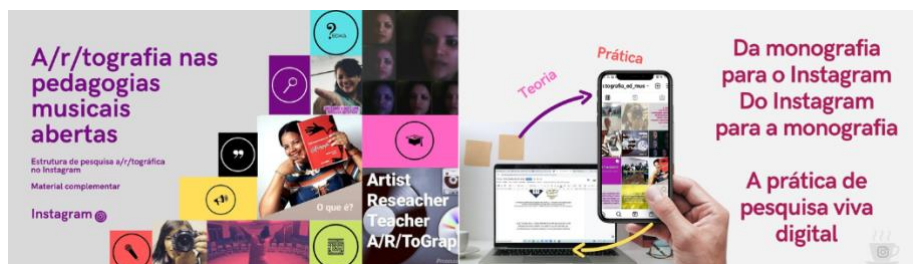 A/r/tografia nas
pedagogias
musicais
abertas
Estrutura de pesquisa a/r/tográfica
no Instagram
Material complementar
Instagram
O que é?
Artist
Reseacher
Teacher
A/R/ToGrap
Teoria
Prática
Da monografia
para o Instagram
Do Instagram
para a monografia
A prática de
pesquisa viva
digital